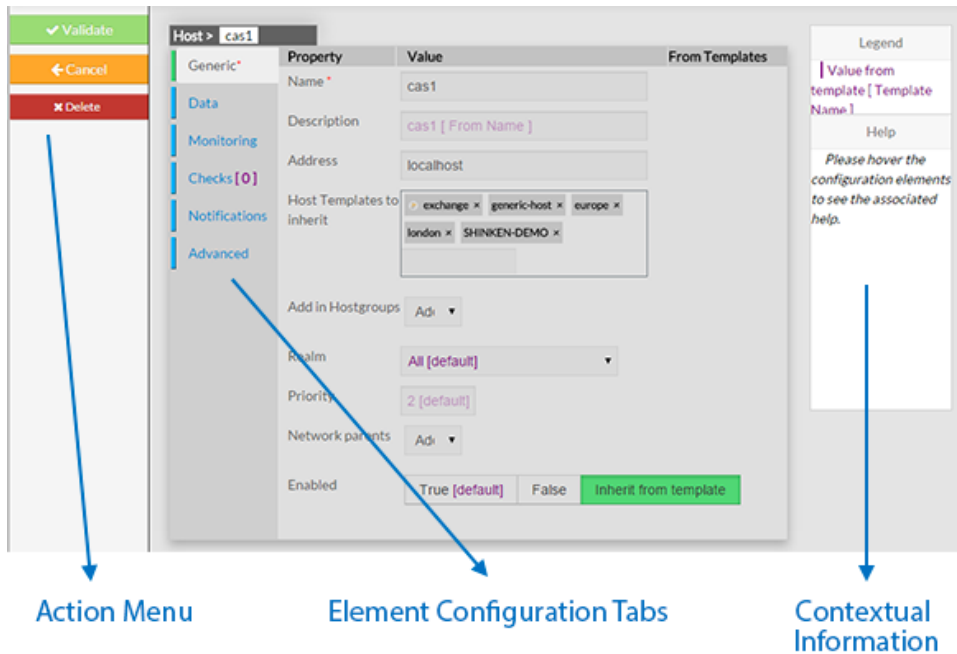 Validate
Cancel
Delete
Host > cas1
Generic*
Data
Monitoring
Checks [0]
Notifications
Advanced
Property Value From Templates
Name * cas1
Description cas1 [ From Name ]
Address localhost
Host Templates to inherit
exchange × generic-host × europe ×
london × SHINKEN-DEMO ×
Add in Hostgroups Ad
Realm All [default]
Priority 2 [default]
Network parents Ad
Enabled True [default] False Inherit from template
Legend
Value from
template [ Template
Name ]
Help
Please hover the
configuration elements
to see the associated
help.
Action Menu
Element Configuration Tabs
Contextual
Information